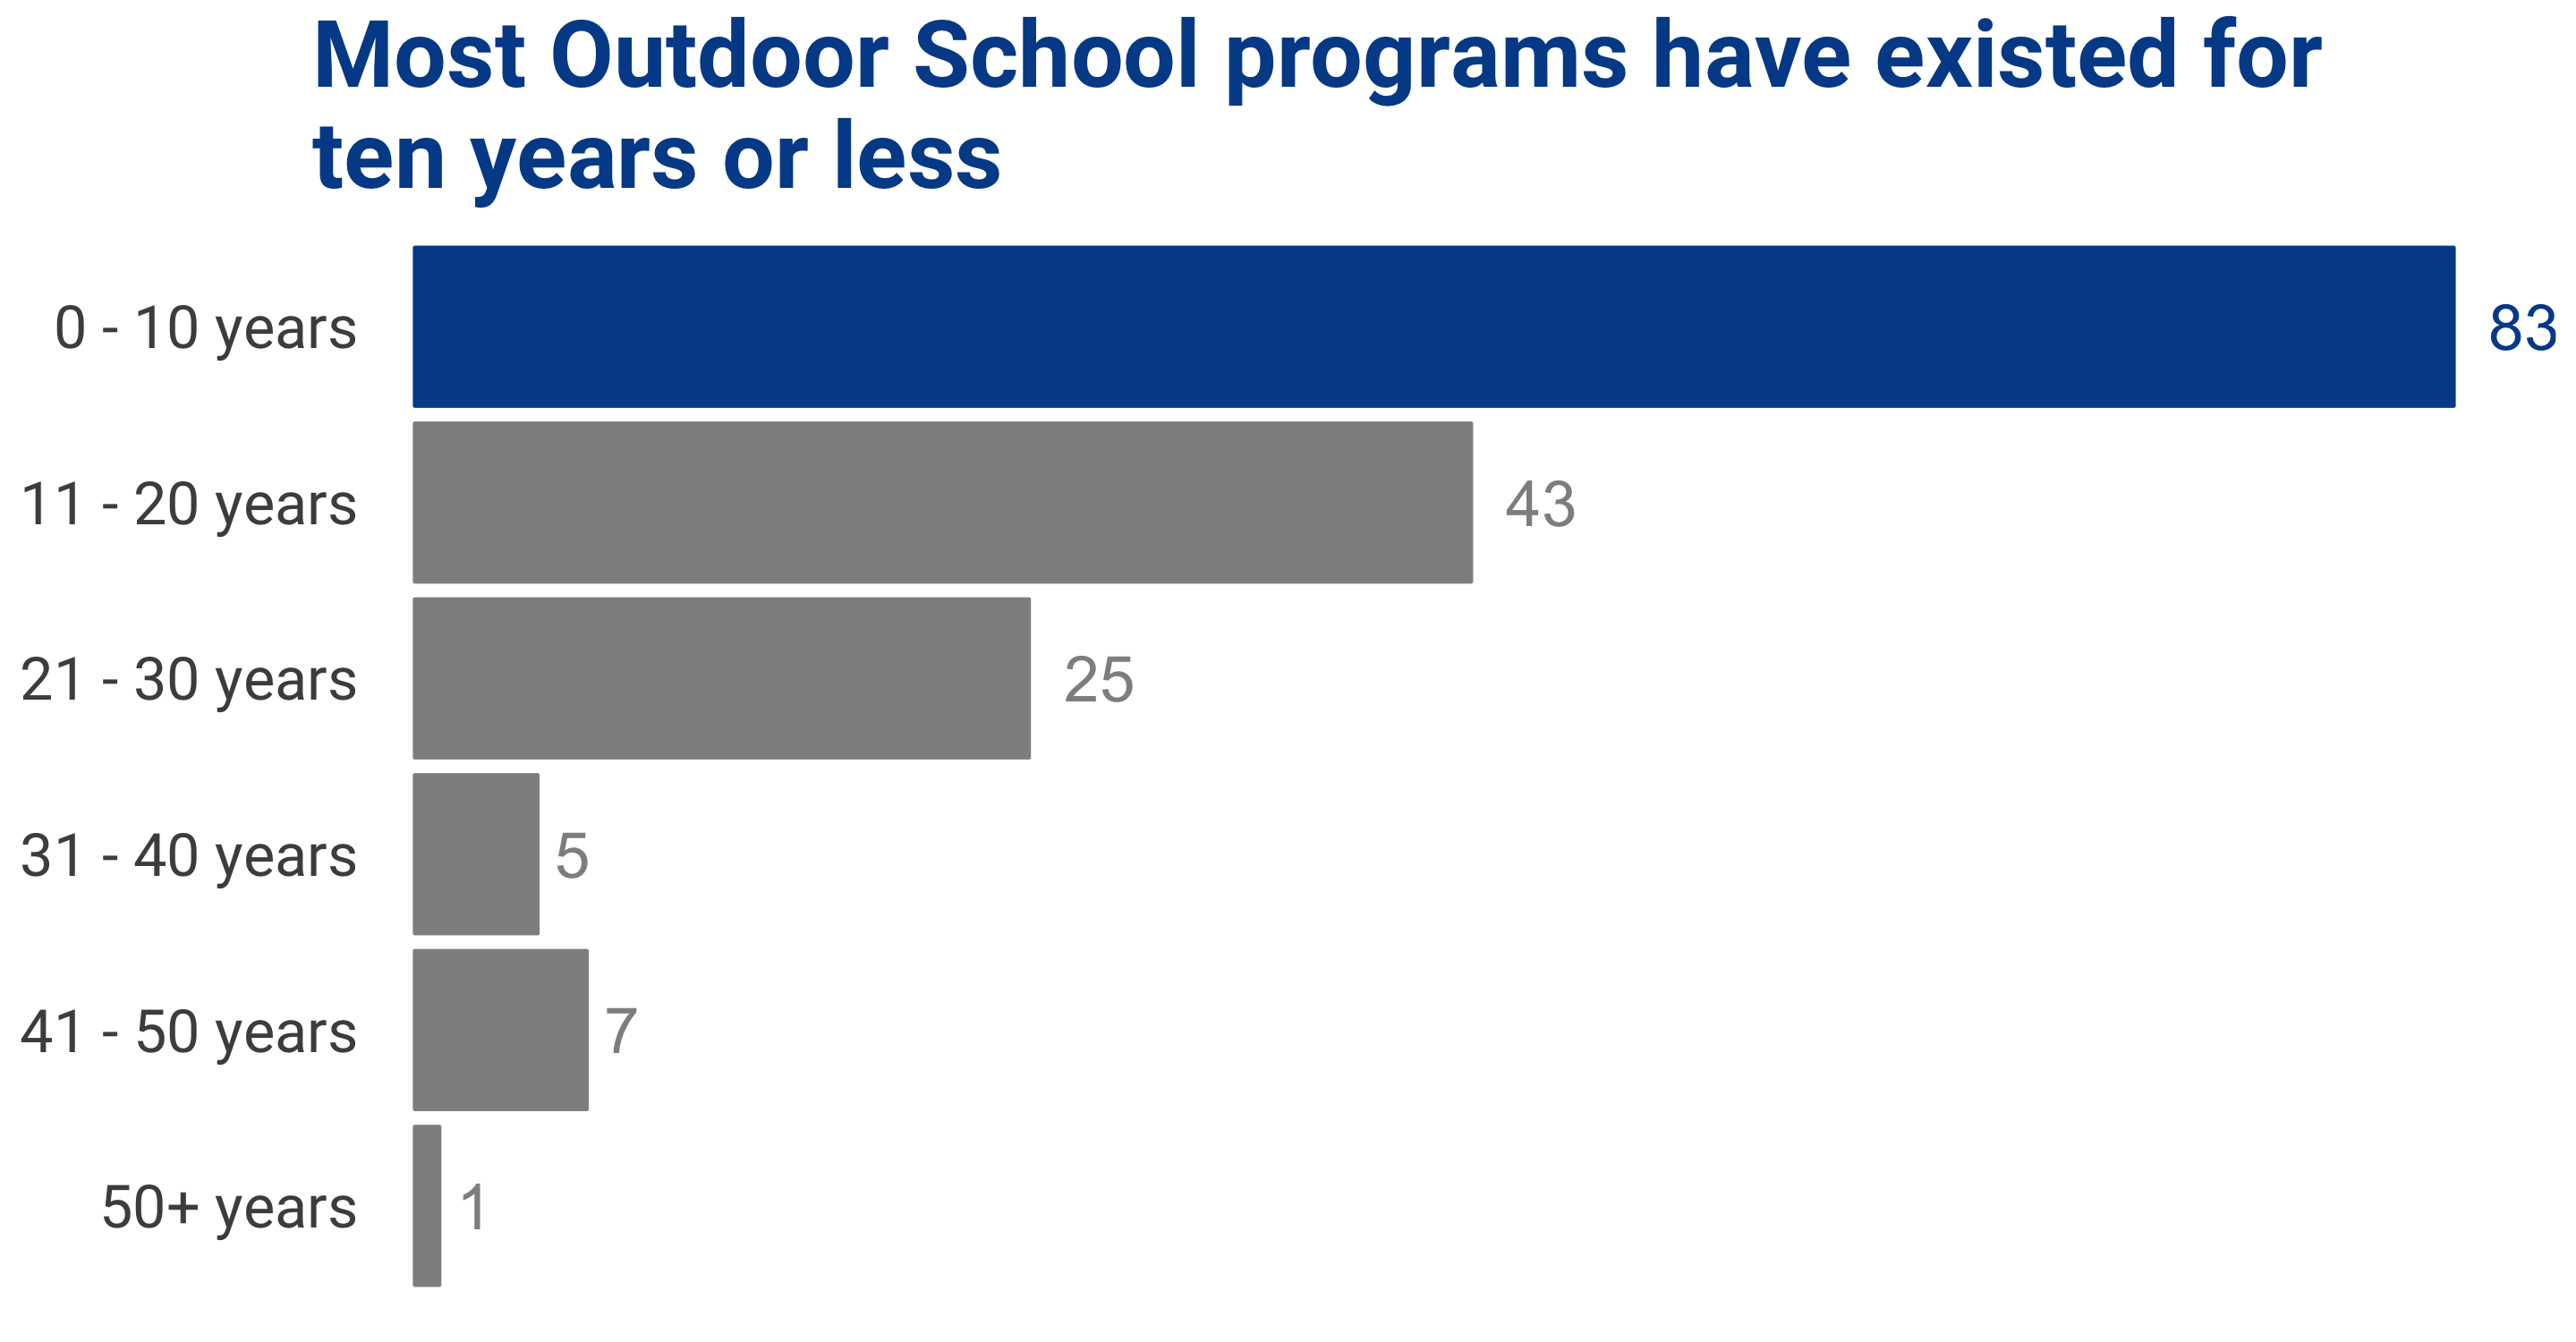 Most Outdoor School programs have existed for
ten years or less
0 - 10 years 83
11 - 20 years 43
21 - 30 years 25
31 - 40 years 5
41 - 50 years 7
50+ years 1